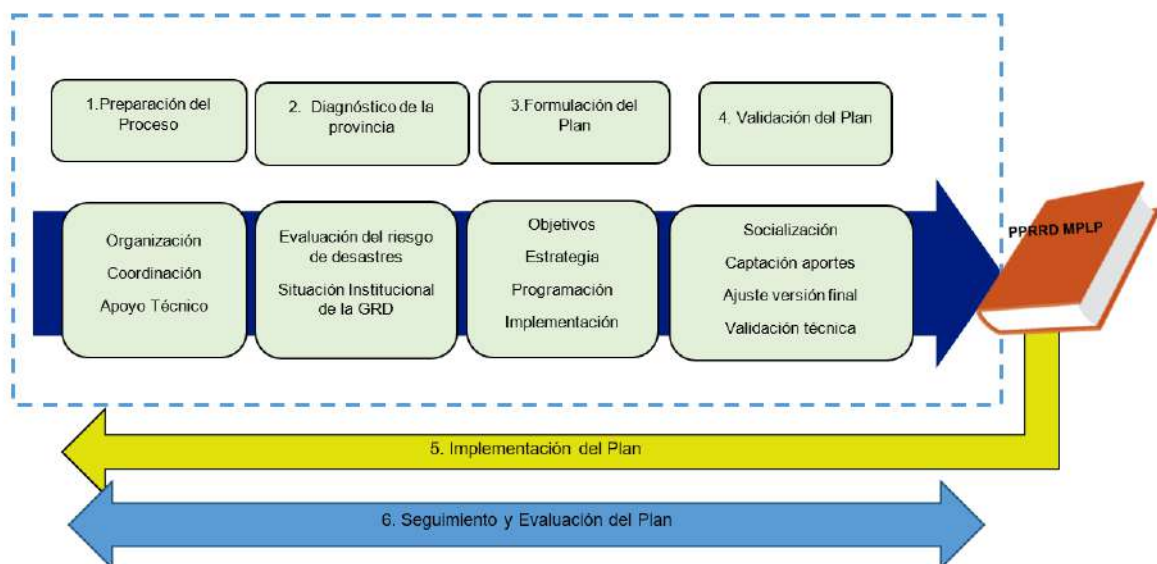 1.Preparación del
Proceso
2. Diagnóstico de la
provincia
3.Formulación del
Plan
4. Validación del Plan
Organización
Coordinación
Apoyo Técnico
Evaluación del riesgo
de desastres
Situación Institucional
de la GRD
Objetivos
Estrategia
Programación
Implementación
Socialización
Captación aportes
Ajuste versión final
Validación técnica
PPRRD MPLP
5. Implementación del Plan
6. Seguimiento y Evaluación del Plan